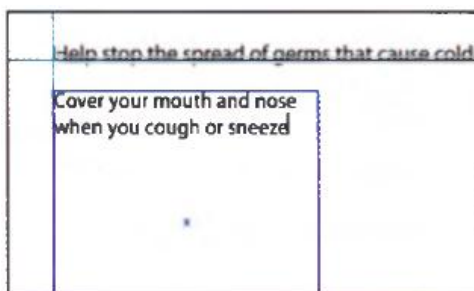 Help stop the spread of germs that cause cold
Cover your mouth and nose
when you cough or sneeze